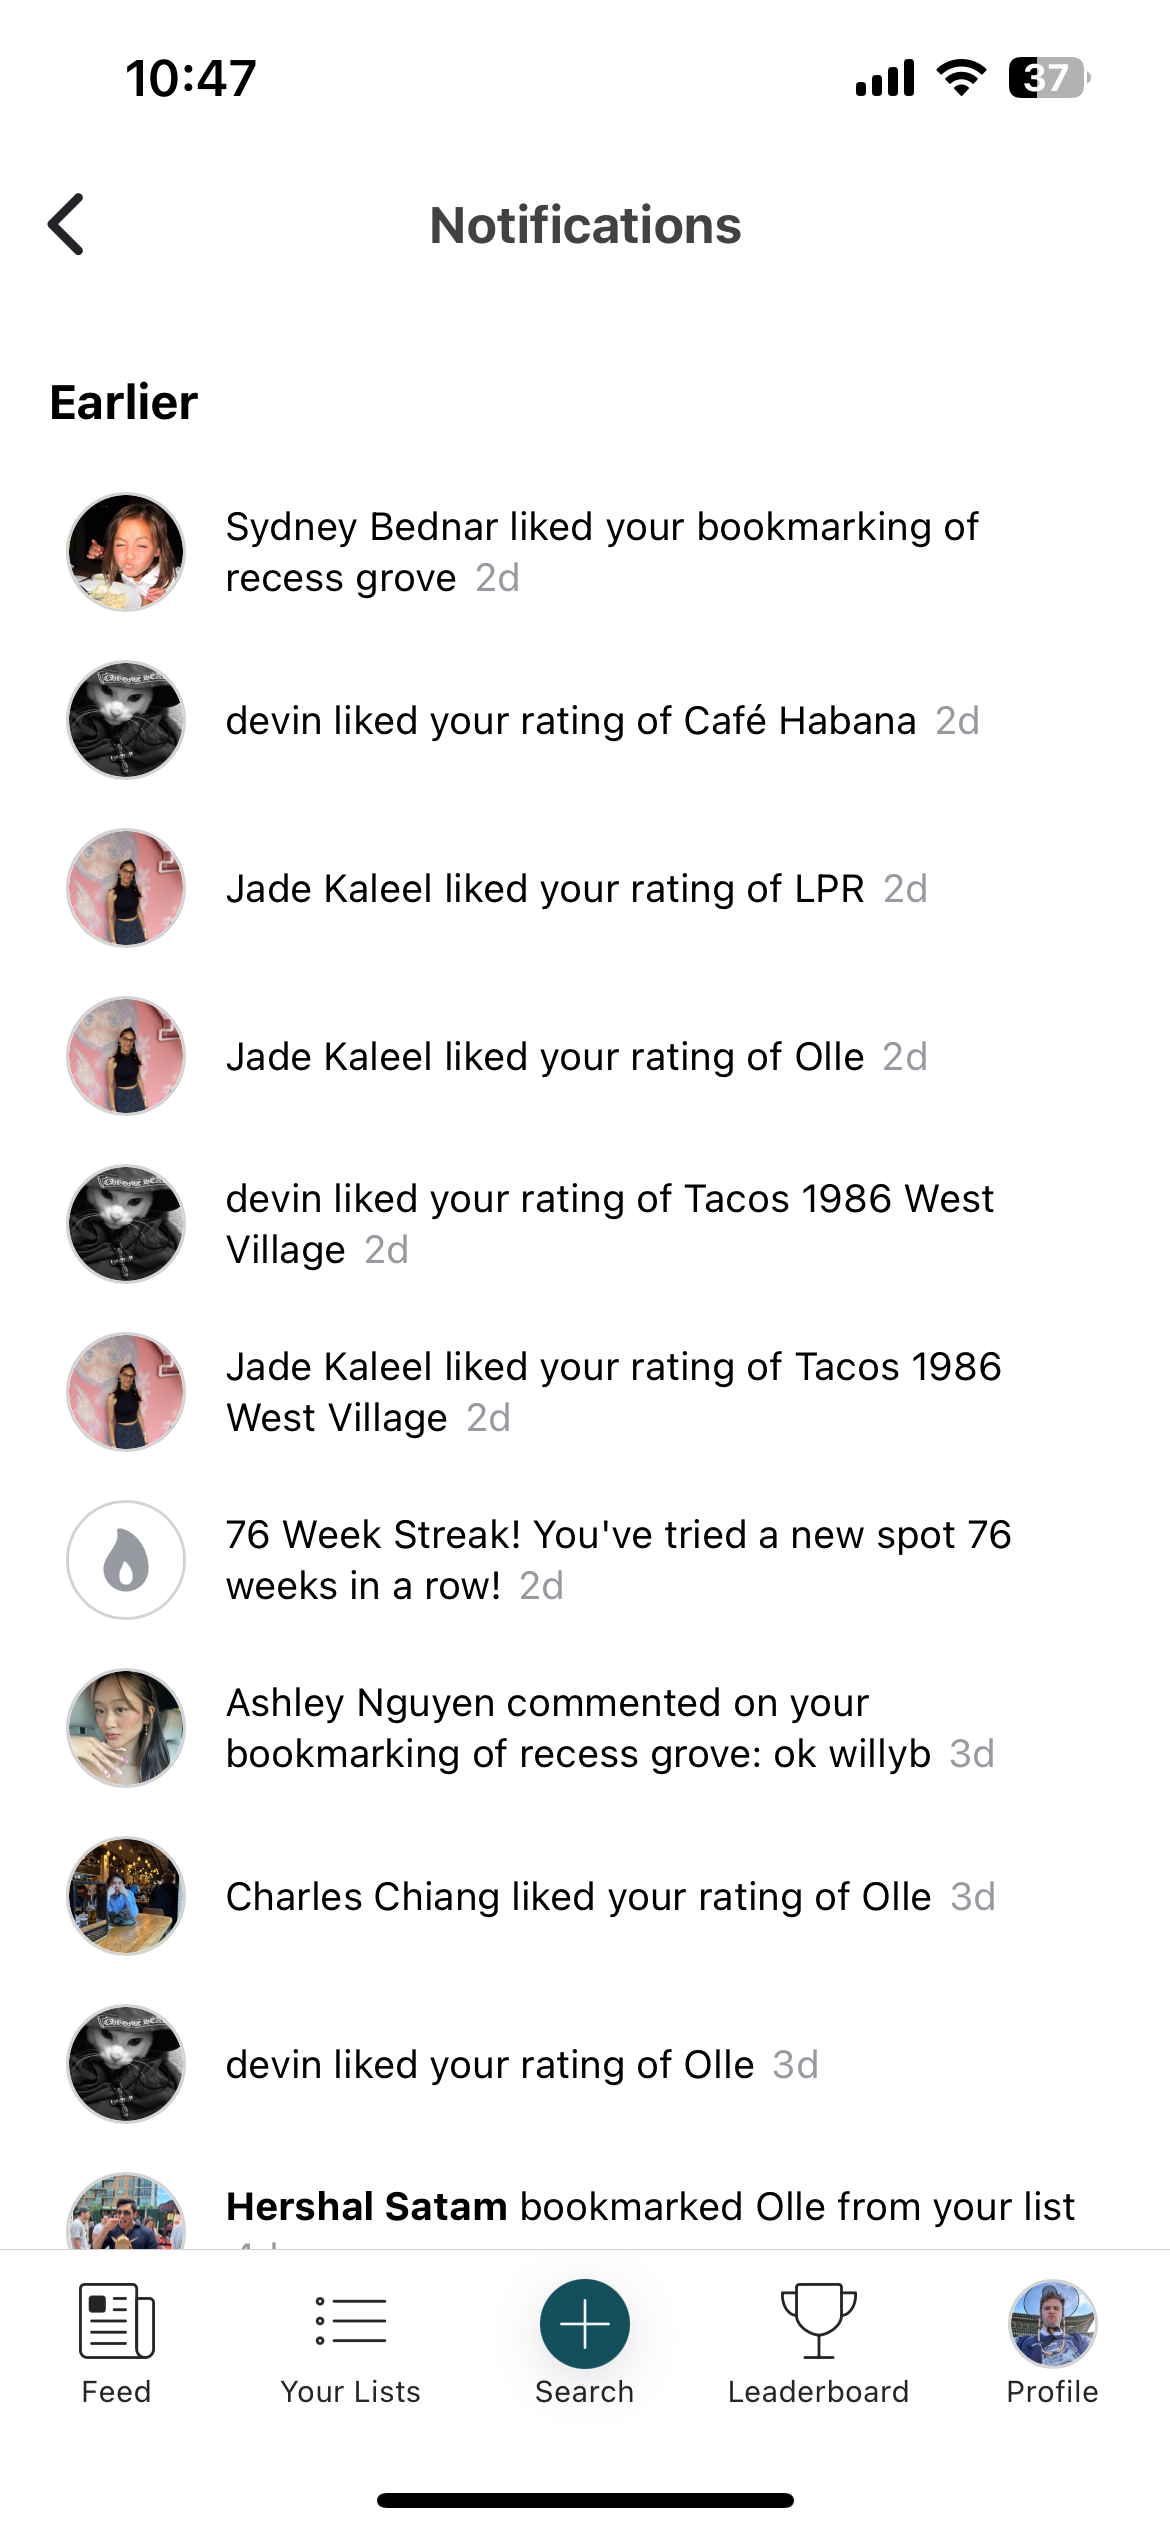 10:47
37
Notifications
Earlier
Sydney Bednar liked your bookmarking of
recess grove 2d
devin liked your rating of Café Habana 2d
Jade Kaleel liked your rating of LPR 2d
Jade Kaleel liked your rating of Olle 2d
devin liked your rating of Tacos 1986 West
Village 2d
Jade Kaleel liked your rating of Tacos 1986
West Village 2d
76 Week Streak! You've tried a new spot 76
weeks in a row! 2d
Ashley Nguyen commented on your
bookmarking of recess grove: ok willyb 3d
Charles Chiang liked your rating of Olle 3d
devin liked your rating of Olle 3d
Hershal Satam bookmarked Olle from your list
Feed
Your Lists
Search
Leaderboard
Profile